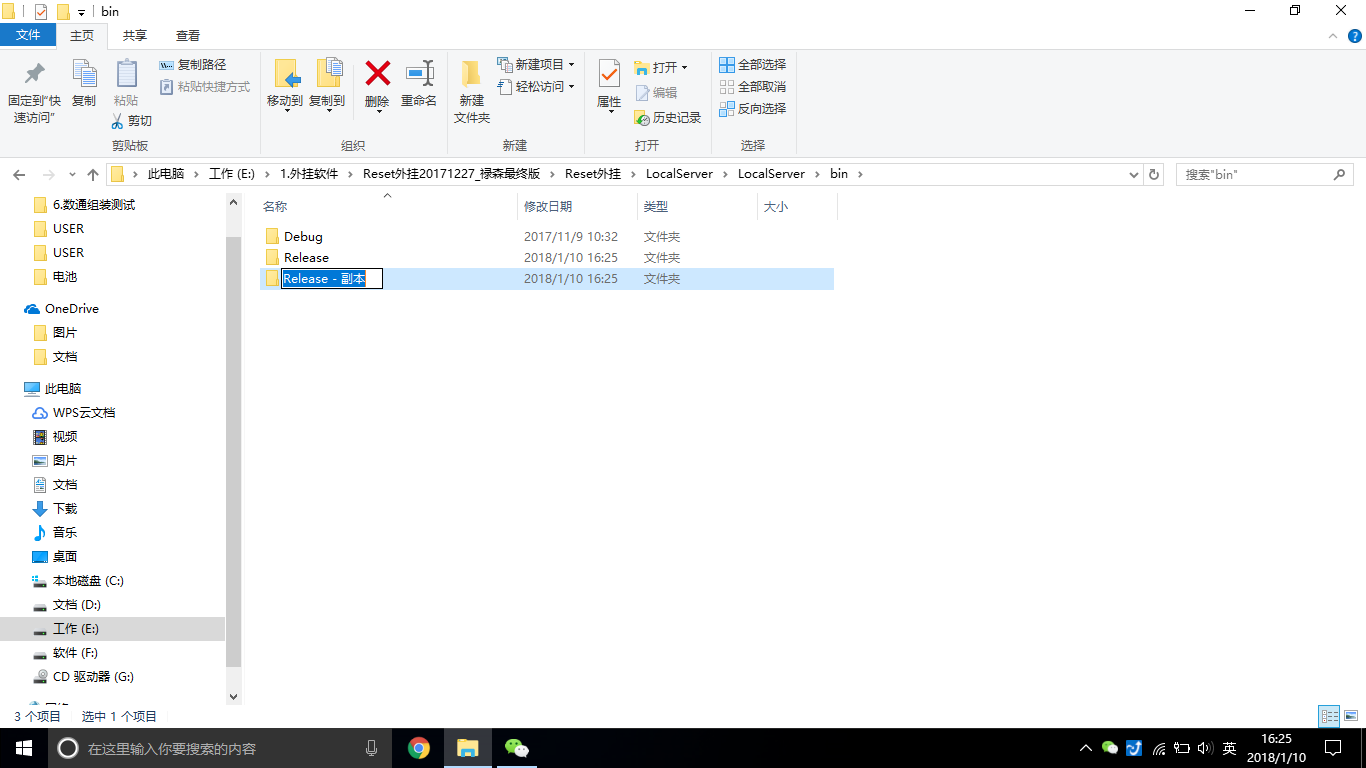 bin
文件 主页 共享 查看
固定到"快速访问"
复制
粘贴
复制路径
粘贴快捷方式
剪切
剪贴板
移动到 复制到 删除 重命名
组织
新建文件夹
新建项目
轻松访问
新建
属性
打开
编辑
历史记录
打开
全部选择
全部取消
反向选择
选择
此电脑 工作 (E:) 1.外挂软件 Reset外挂20171227_禄森最终版 Reset外挂 LocalServer LocalServer bin
搜索"bin"
6.数通组装测试
USER
USER
电池
OneDrive
图片
文档
此电脑
WPS云文档
视频
图片
文档
下载
音乐
桌面
本地磁盘 (C:)
文档 (D:)
工作 (E:)
软件 (F:)
CD 驱动器 (G:)
名称 修改日期 类型 大小
Debug 2017/11/9 10:32 文件夹
Release 2018/1/10 16:25 文件夹
Release - 副本 2018/1/10 16:25 文件夹
3 个项目 选中 1 个项目
在这里输入你要搜索的内容
英
16:25
2018/1/10